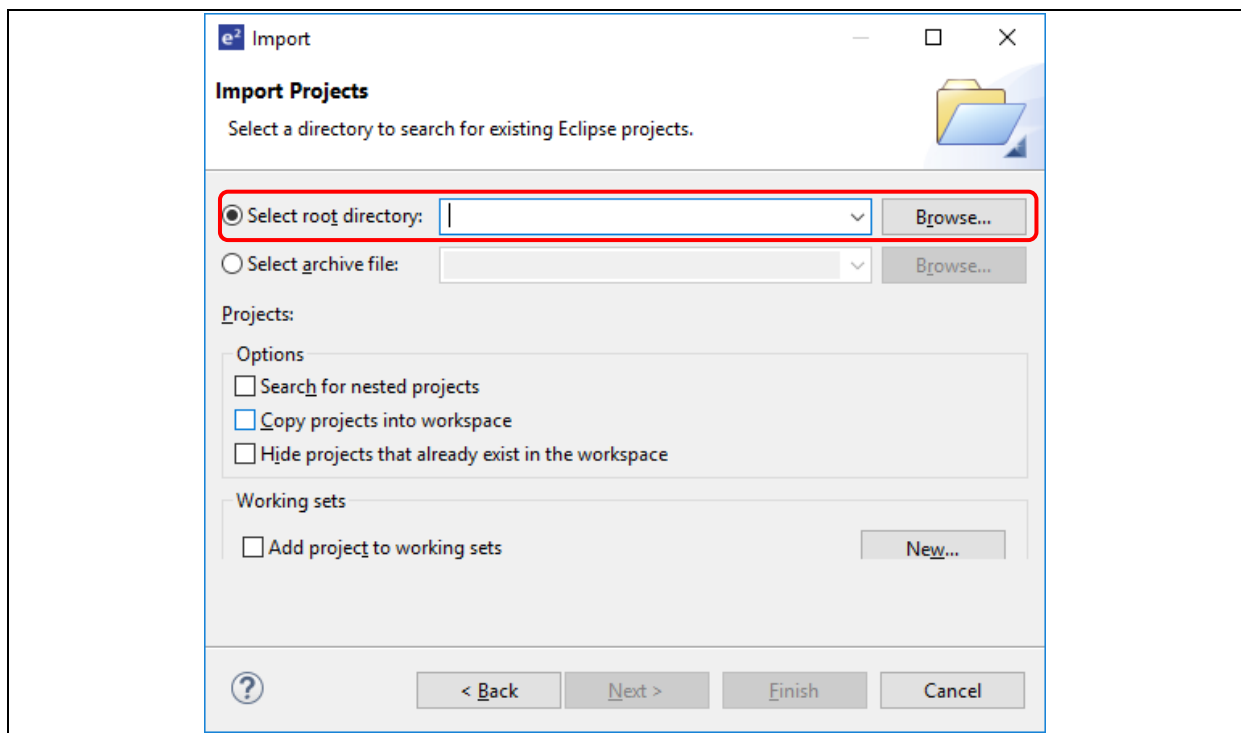 e² Import
Import Projects
Select a directory to search for existing Eclipse projects.
Select root directory: Browse...
Select archive file: Browse...
Projects:
Options
Search for nested projects
Copy projects into workspace
Hide projects that already exist in the workspace
Working sets
Add project to working sets New...
? < Back Next > Finish Cancel